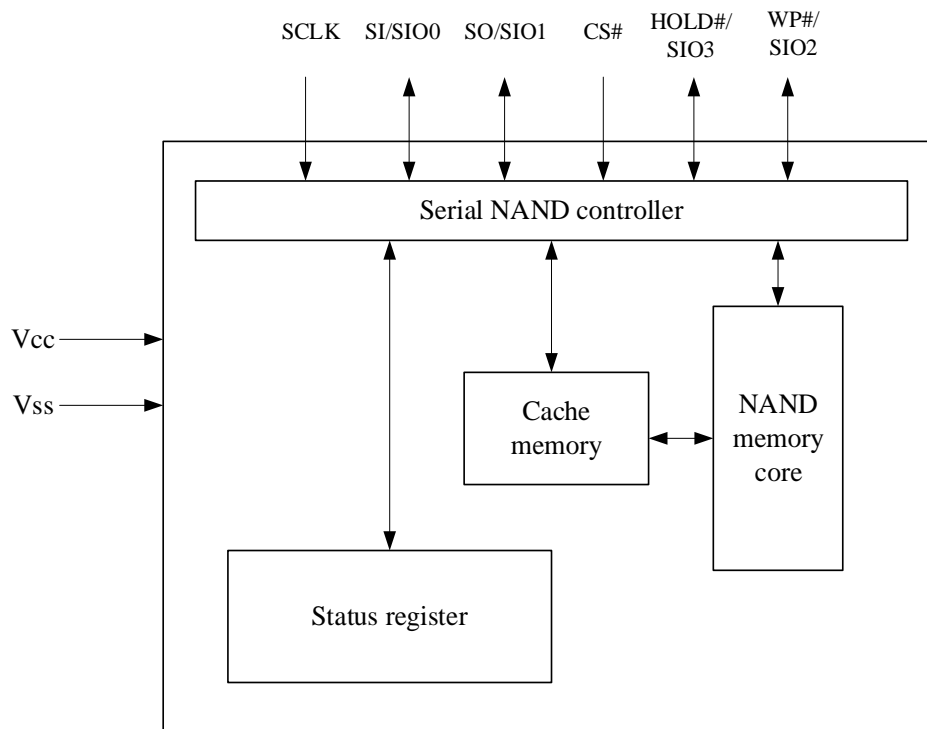 SCLK
SI/SIO0
SO/SIO1
CS#
HOLD#/
SIO3
WP#/
SIO2
Serial NAND controller
Vcc
Vss
Cache
memory
NAND
memory
core
Status register